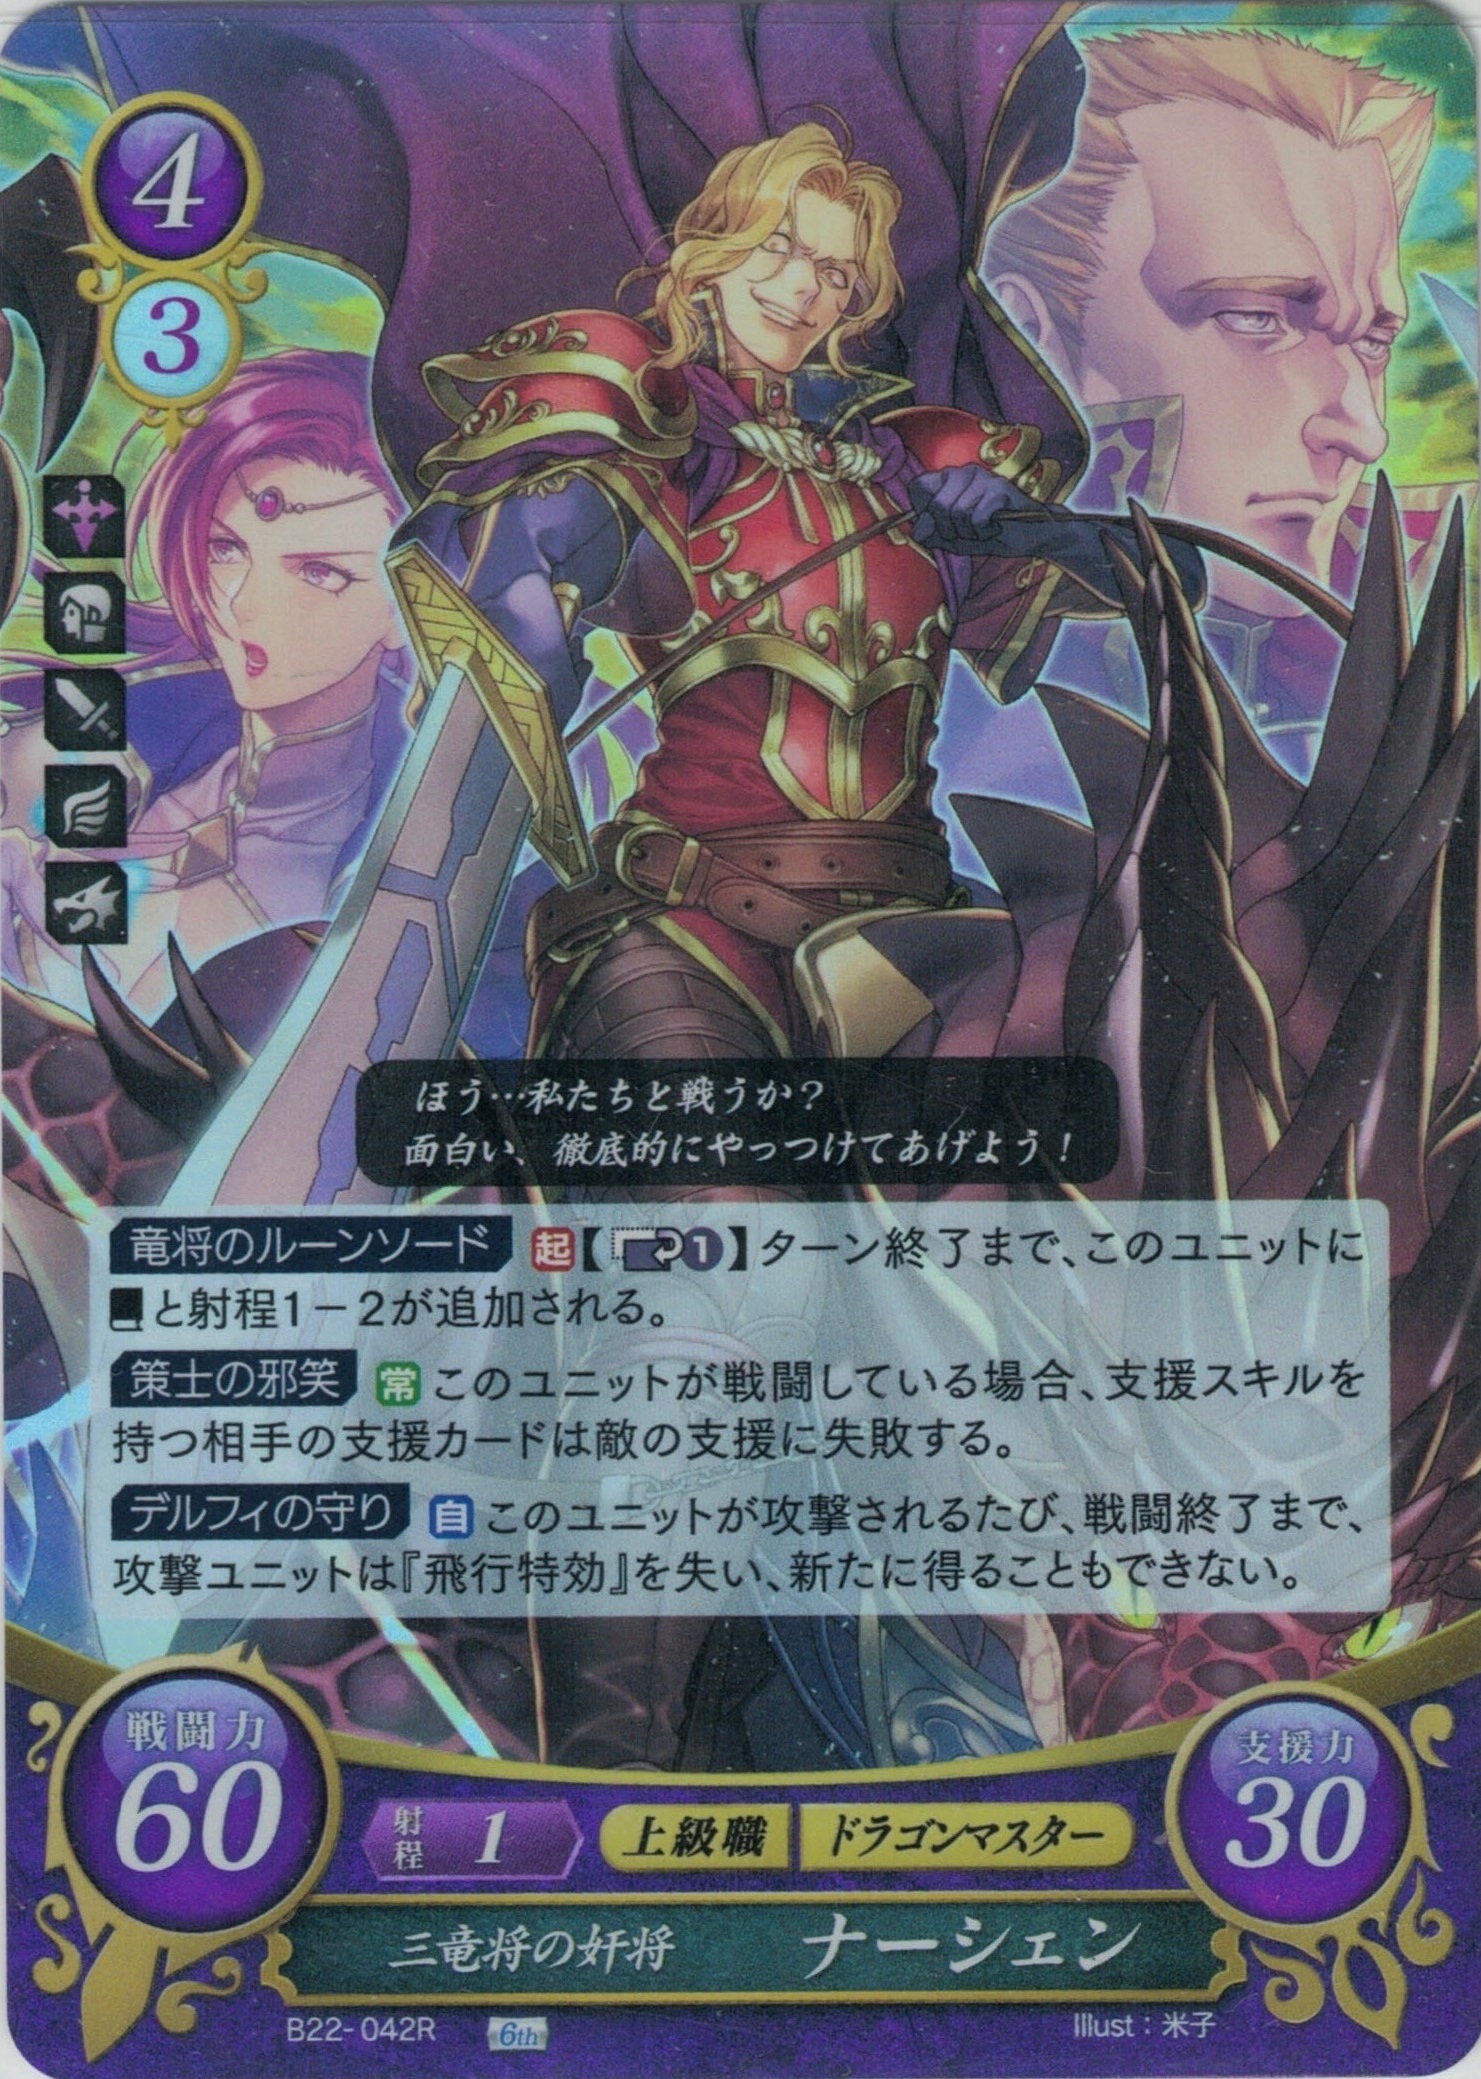 4
3
ほう…私たちと戦うか?
面白い、徹底的にやっつけてあげよう!
竜将のルーンソード 起【1】ターン終了まで、このユニットに
と射程1－2が追加される。
策士の邪笑 常 このユニットが戦闘している場合、支援スキルを
持つ相手の支援カードは敵の支援に失敗する。
デルフィの守り 自 このユニットが攻撃されるたび、戦闘終了まで、
攻撃ユニットは『飛行特効』を失い、新たに得ることもできない。
戦闘力
60
射程 1
上級職 ドラゴンマスター
支援力
30
三竜将の奸将 ナーシェン
B22-042R 6th Illust：米子